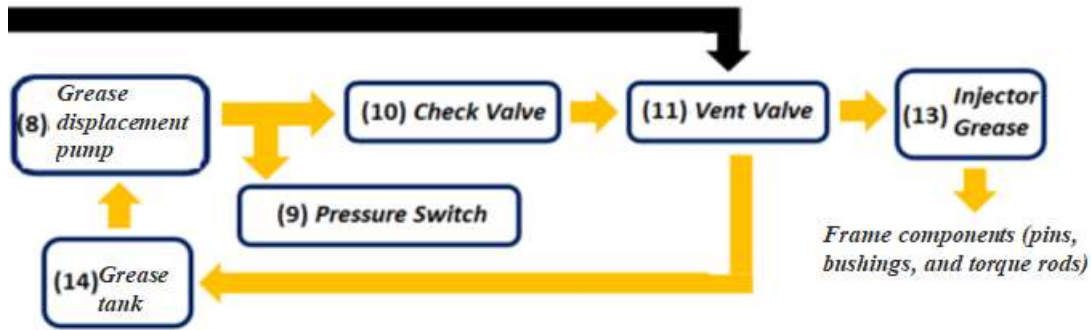 (8) Grease
displacement
pump
(10) Check Valve
(11) Vent Valve
(13) Injector
Grease
(9) Pressure Switch
(14) Grease
tank
Frame components (pins,
bushings, and torque rods)